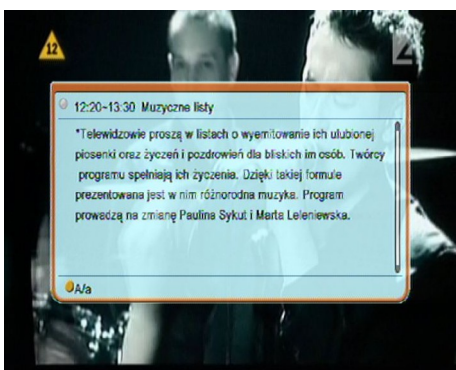 12
12:20~13:30 Muzyczne listy
"Telewidzowie proszą w listach o wyemitowanie ich ulubionej
piosenki oraz życzeń i pozdrowień dla bliskich im osób. Twórcy
programu spełniają ich życzenia. Dzięki takiej formule
prezentowana jest w nim różnorodna muzyka. Program
prowadzą na zmianę Paulina Sykut i Marta Leleniewska.
A/a